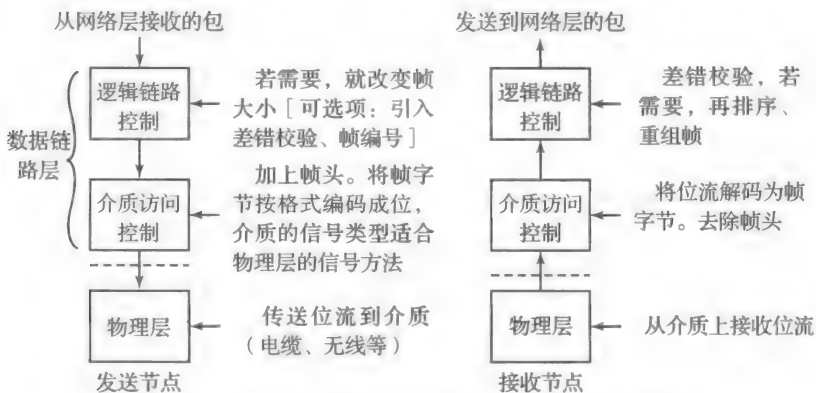 从网络层接收的包
逻辑链路
控制
若需要，就改变帧
大小［可选项：引入
差错校验、帧编号］
数据链
路层
介质访问
控制
加上帧头。将帧字
节按格式编码成位，
介质的信号类型适合
物理层的信号方法
物理层
传送位流到介质
（电缆、无线等）
发送节点
发送到网络层的包
逻辑链路
控制
差错校验，若
需要，再排序、
重组帧
介质访问
控制
将位流解码为帧
字节。去除帧头
物理层
从介质上接收位流
接收节点